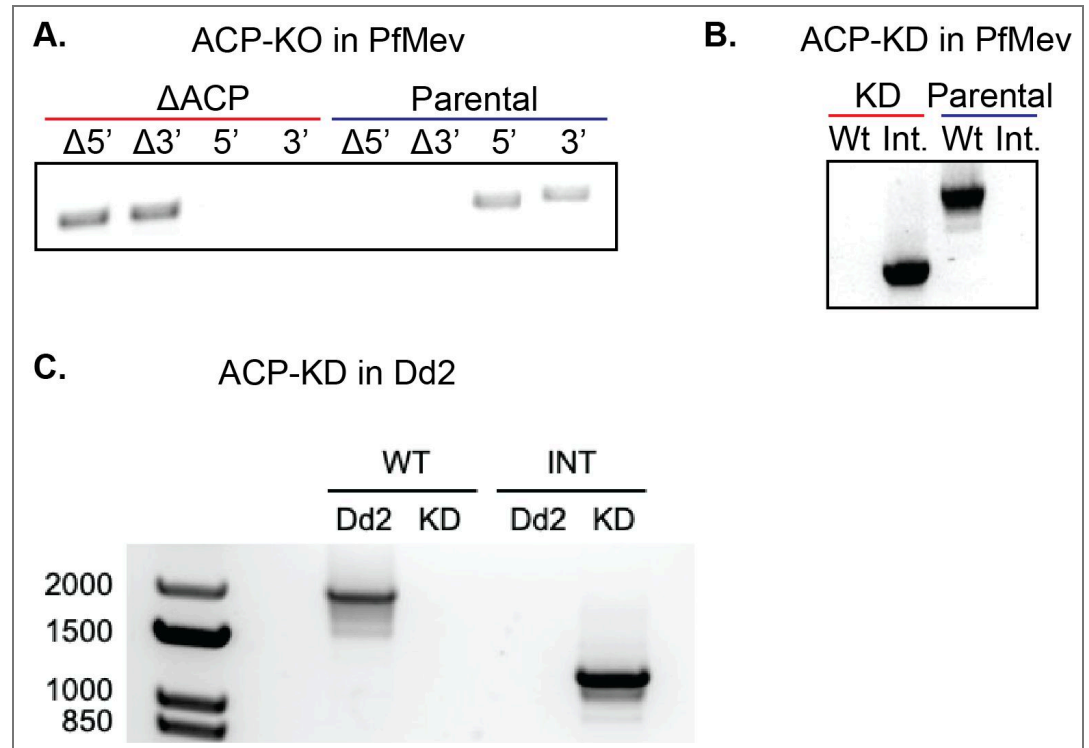 A. ACP-KO in PfMev
ΔACP Parental
Δ5’ Δ3’ 5’ 3’ Δ5’ Δ3’ 5’ 3’
B. ACP-KD in PfMev
KD Parental
Wt Int. Wt Int.
C. ACP-KD in Dd2
WT INT
Dd2 KD Dd2 KD
2000
1500
1000
850